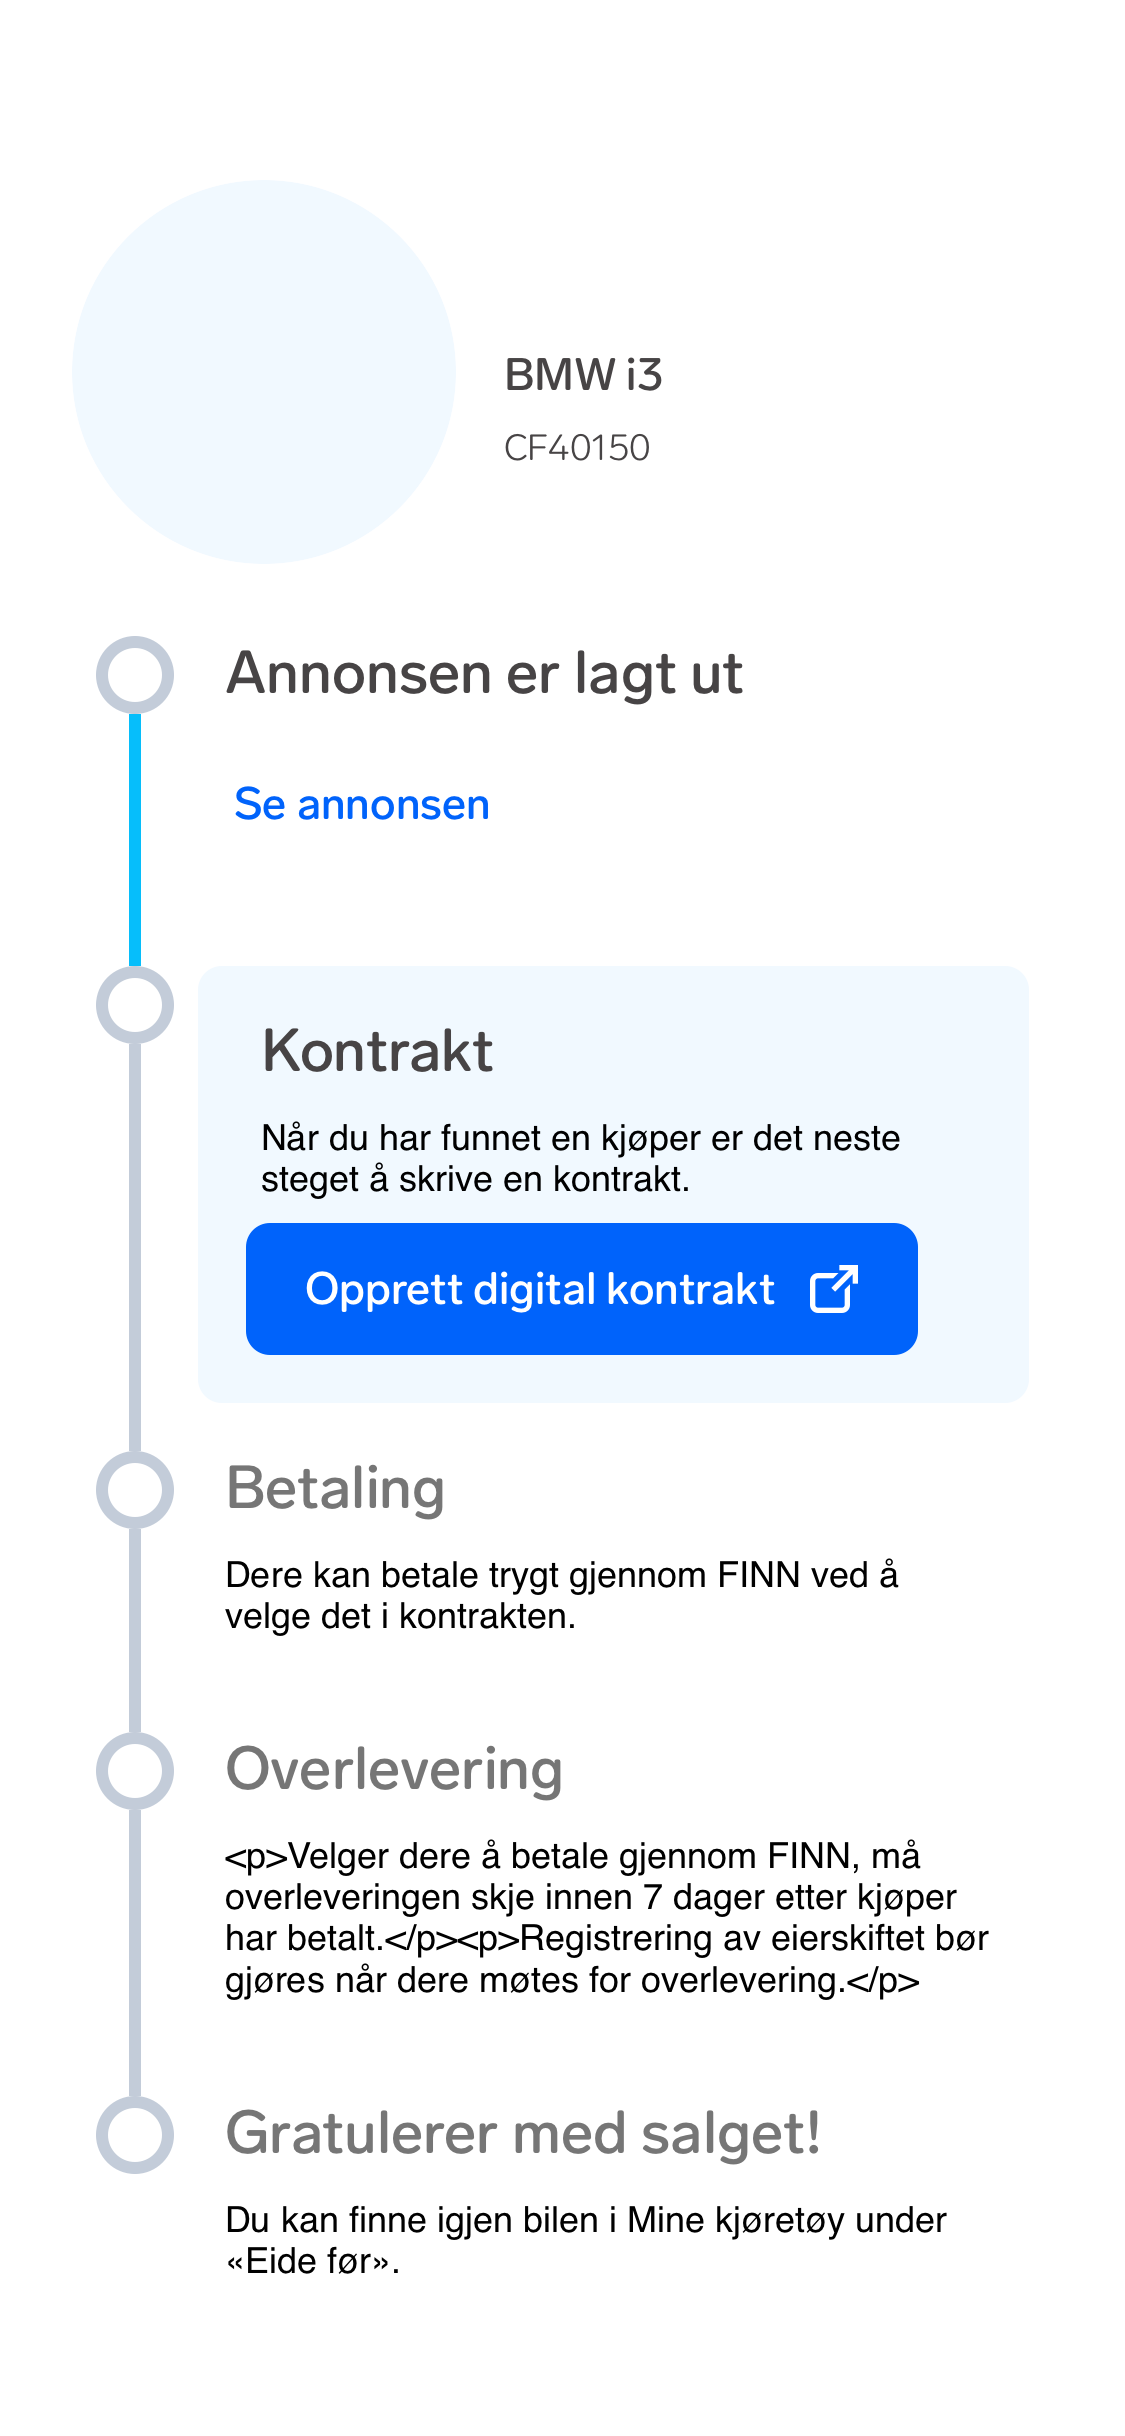 BMW i3
CF40150
Annonsen er lagt ut
Se annonsen
Kontrakt
Når du har funnet en kjøper er det neste
steget å skrive en kontrakt.
Opprett digital kontrakt
Betaling
Dere kan betale trygt gjennom FINN ved å
velge det i kontrakten.
Overlevering
<p>Velger dere å betale gjennom FINN, må
overleveringen skje innen 7 dager etter kjøper
har betalt.</p><p>Registrering av eierskiftet bør
gjøres når dere møtes for overlevering.</p>
Gratulerer med salget!
Du kan finne igjen bilen i Mine kjøretøy under
«Eide før».